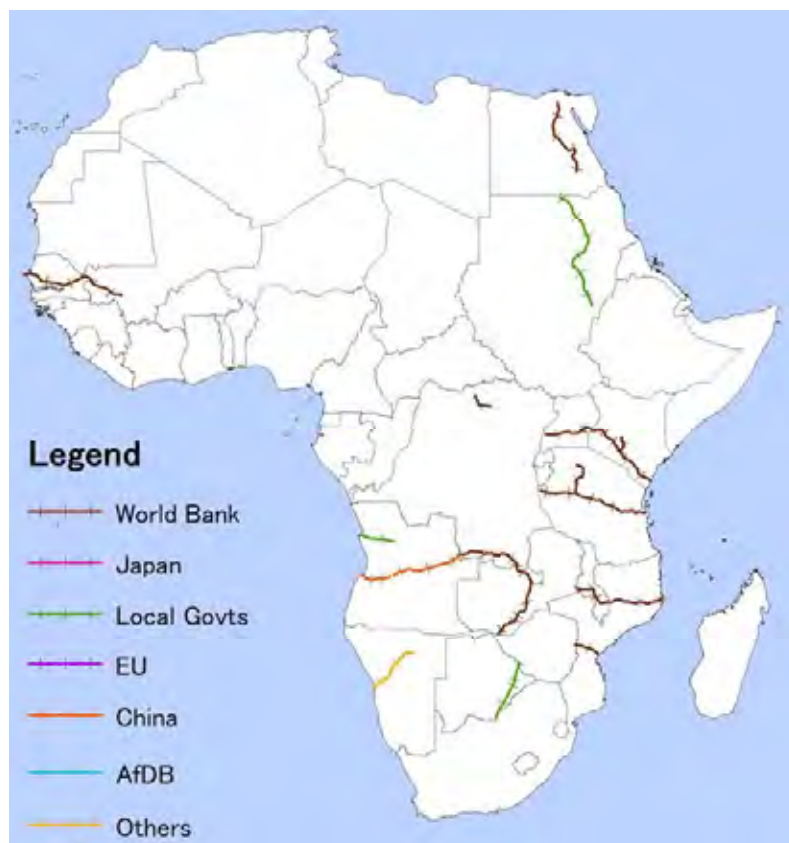 Legend
World Bank
Japan
Local Govts
EU
China
AfDB
Others